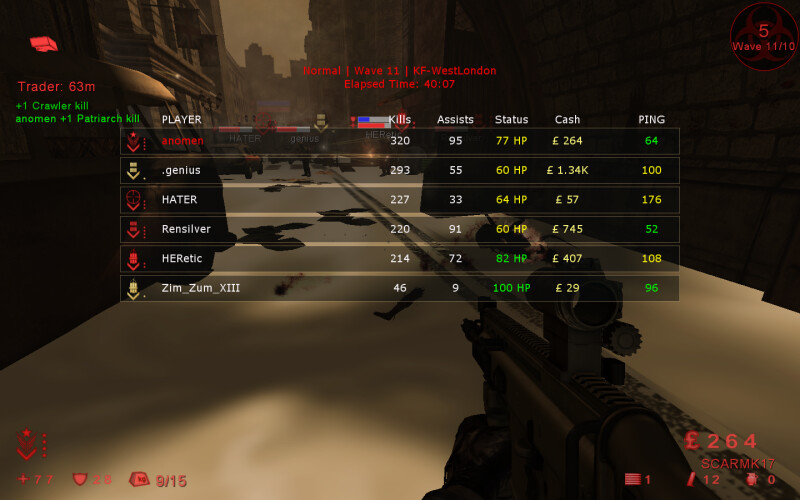 5
Wave 11/10
Trader: 63m
Normal | Wave 11 | KF-WestLondon
Elapsed Time: 40:07
+1 Crawler kill
anomen +1 Patriarch kill
PLAYER Kills Assists Status Cash PING
HATER genius HERetic
anomen 320 95 77 HP £ 264 64
.genius 293 55 60 HP £ 1.34K 100
HATER 227 33 64 HP £ 57 176
Rensilver 220 91 60 HP £ 745 52
HERetic 214 72 82 HP £ 407 108
Zim_Zum_XIII 46 9 100 HP £ 29 96
£ 264
SCARMK17
+77 9/15 1 12 0